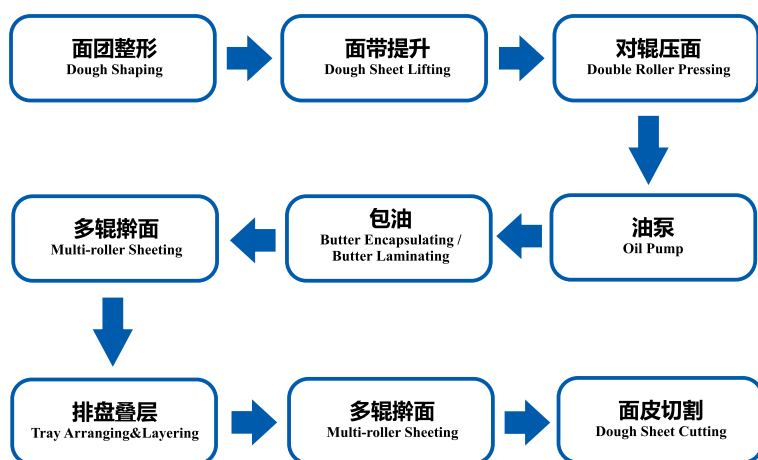 面团整形
Dough Shaping
面带提升
Dough Sheet Lifting
对辊压面
Double Roller Pressing
油泵
Oil Pump
包油
Butter Encapsulating /
Butter Laminating
多辊擀面
Multi-roller Sheeting
排盘叠层
Tray Arranging&Layering
多辊擀面
Multi-roller Sheeting
面皮切割
Dough Sheet Cutting